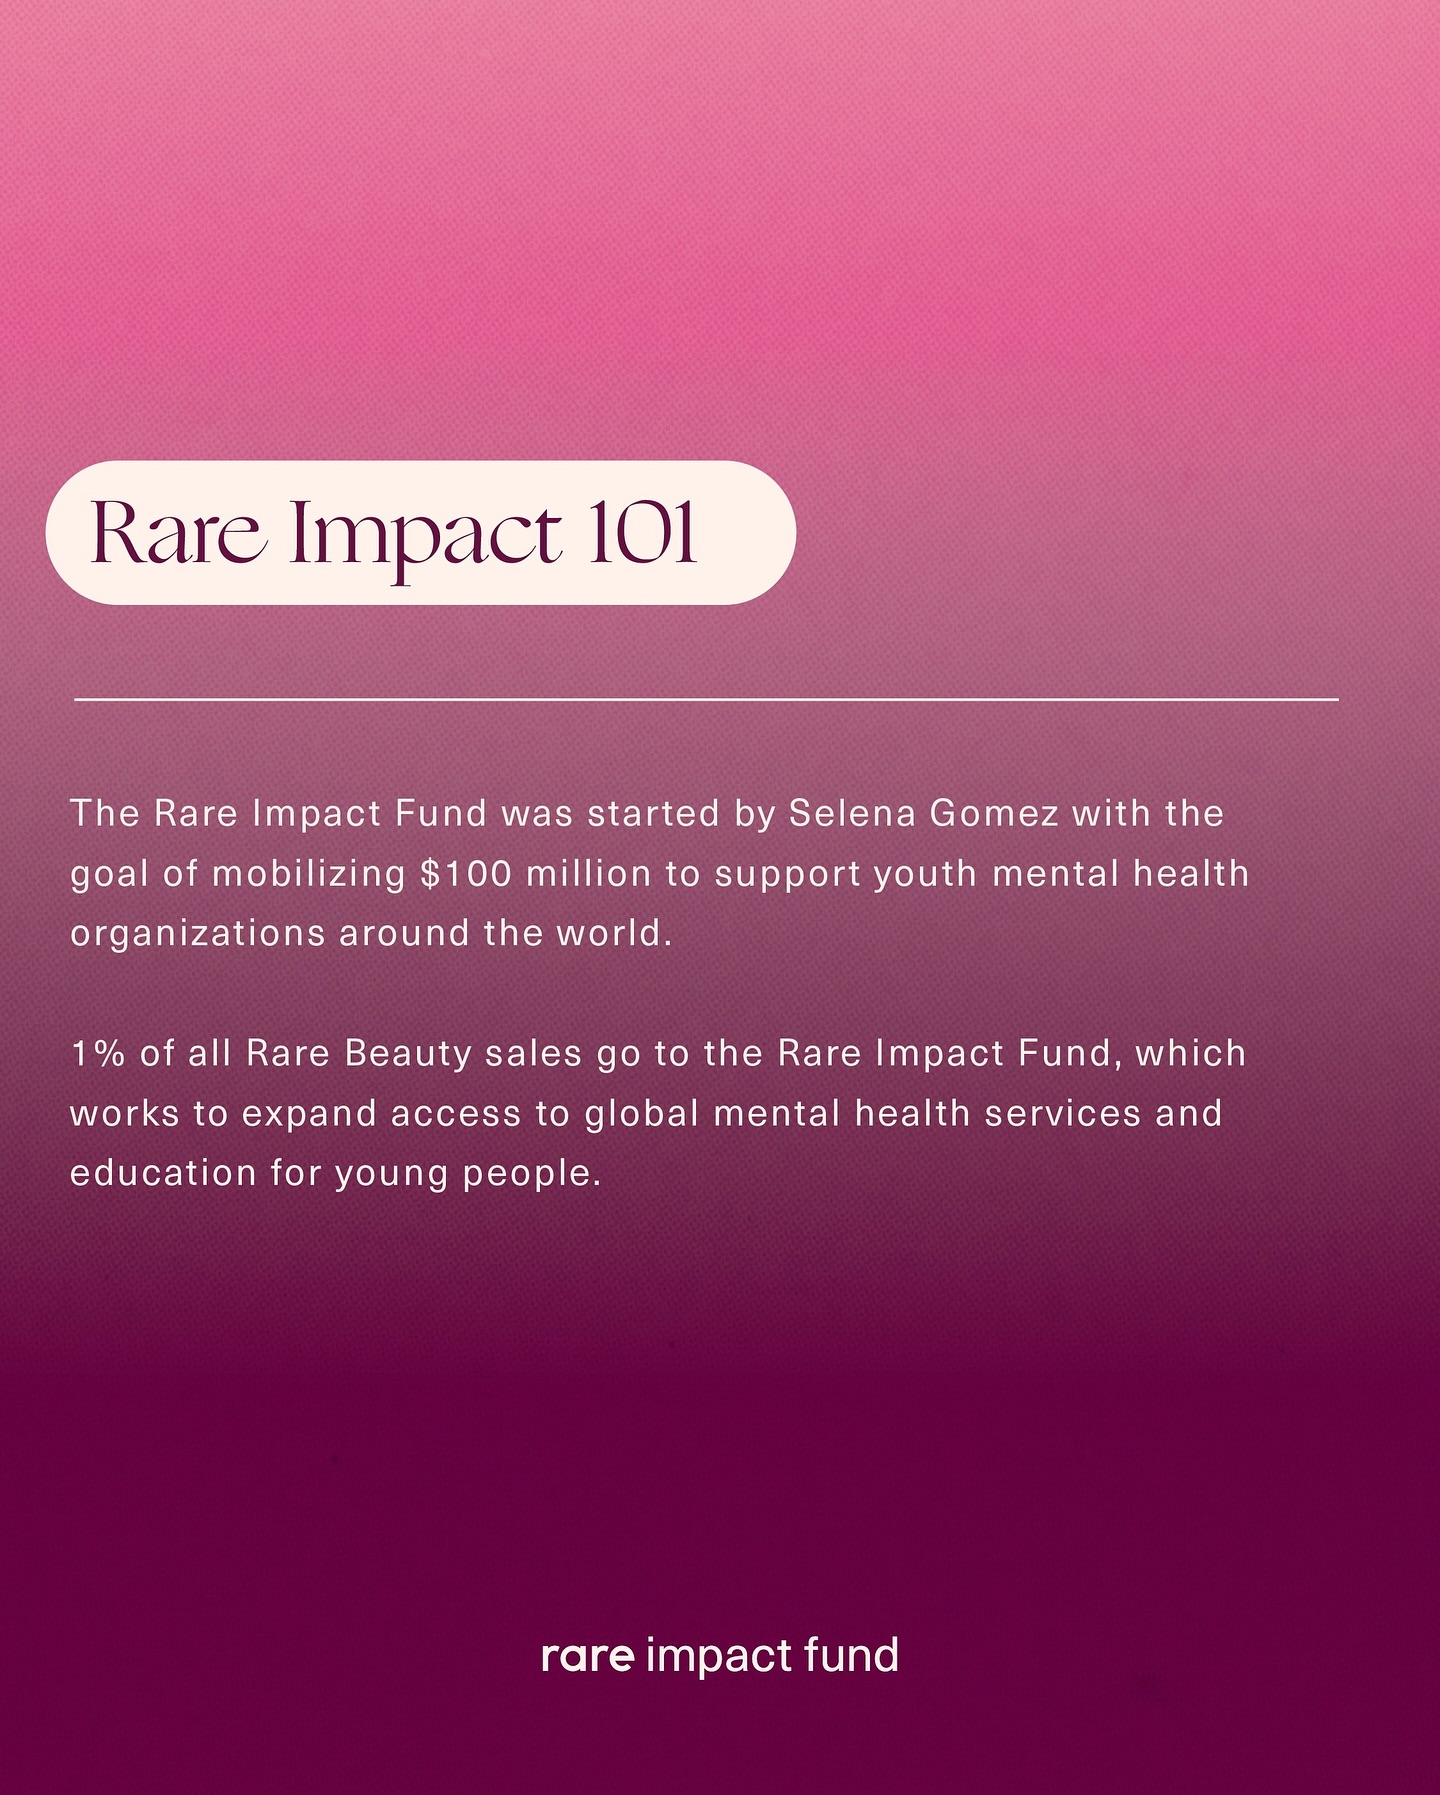 Rare Impact 101
The Rare Impact Fund was started by Selena Gomez with the
goal of mobilizing $100 million to support youth mental health
organizations around the world.
1% of all Rare Beauty sales go to the Rare Impact Fund, which
works to expand access to global mental health services and
education for young people.
rare impact fund